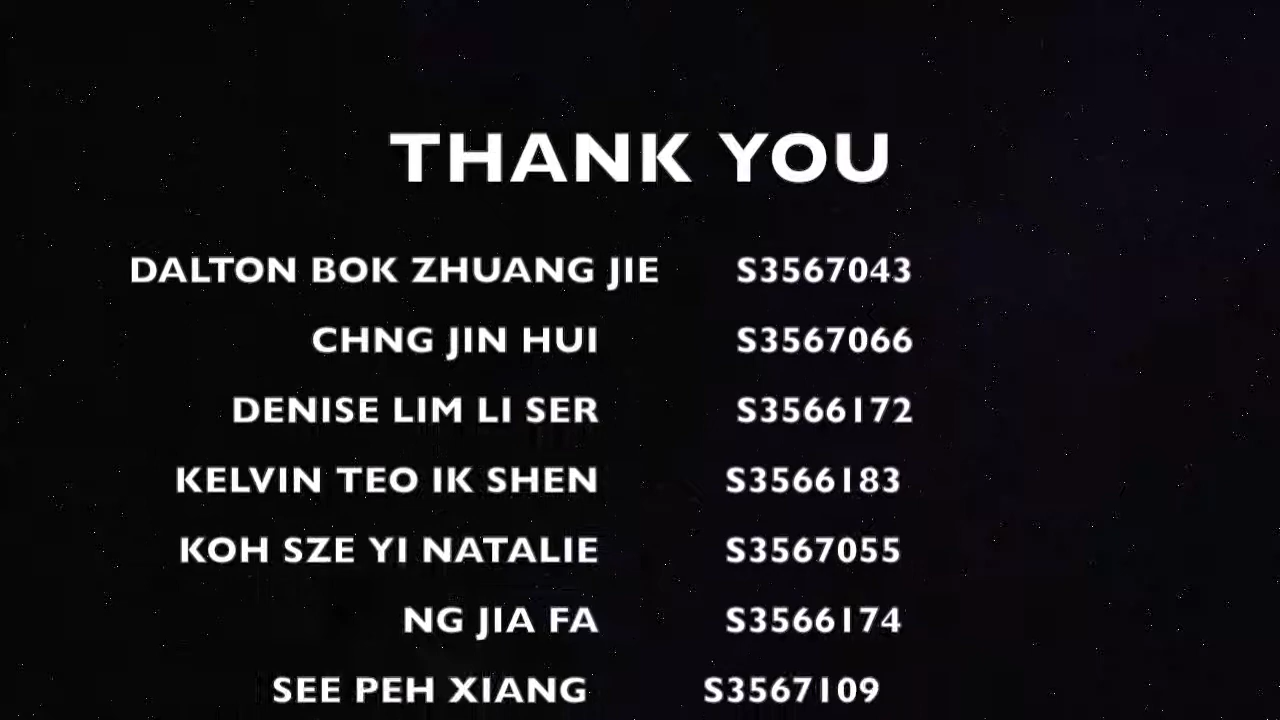 THANK YOU
DALTON BOK ZHUANG JIE S3567043
CHNG JIN HUI S3567066
DENISE LIM LI SER S3566172
KELVIN TEO IK SHEN S3566183
KOH SZE YI NATALIE S3567055
NG JIA FA S3566174
SEE PEH XIANG S3567109